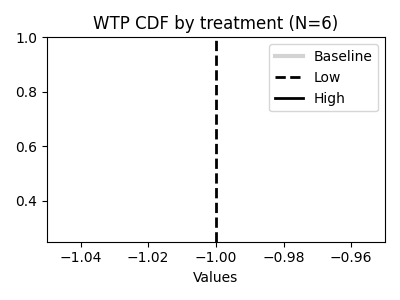 WTP CDF by treatment (N=6)
1.0
0.8
0.6
0.4
Baseline
Low
High
−1.04 −1.02 −1.00 −0.98 −0.96
Values